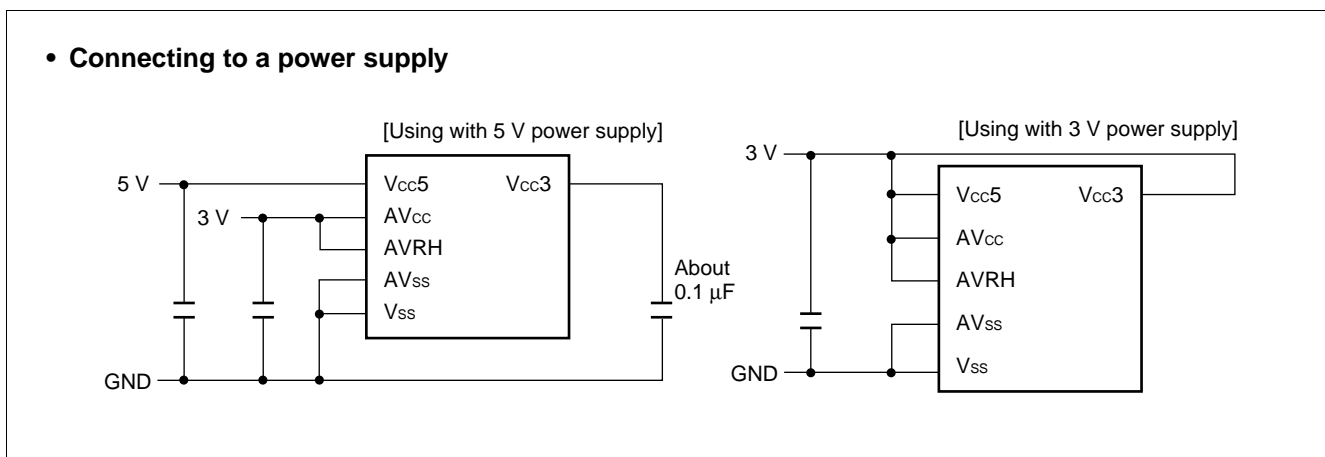 • Connecting to a power supply
[Using with 5 V power supply]
5 V
3 V
VCC5
VCC3
AVCC
AVRH
AVSS
VSS
About
0.1 μF
GND
[Using with 3 V power supply]
3 V
VCC5
VCC3
AVCC
AVRH
AVSS
VSS
GND